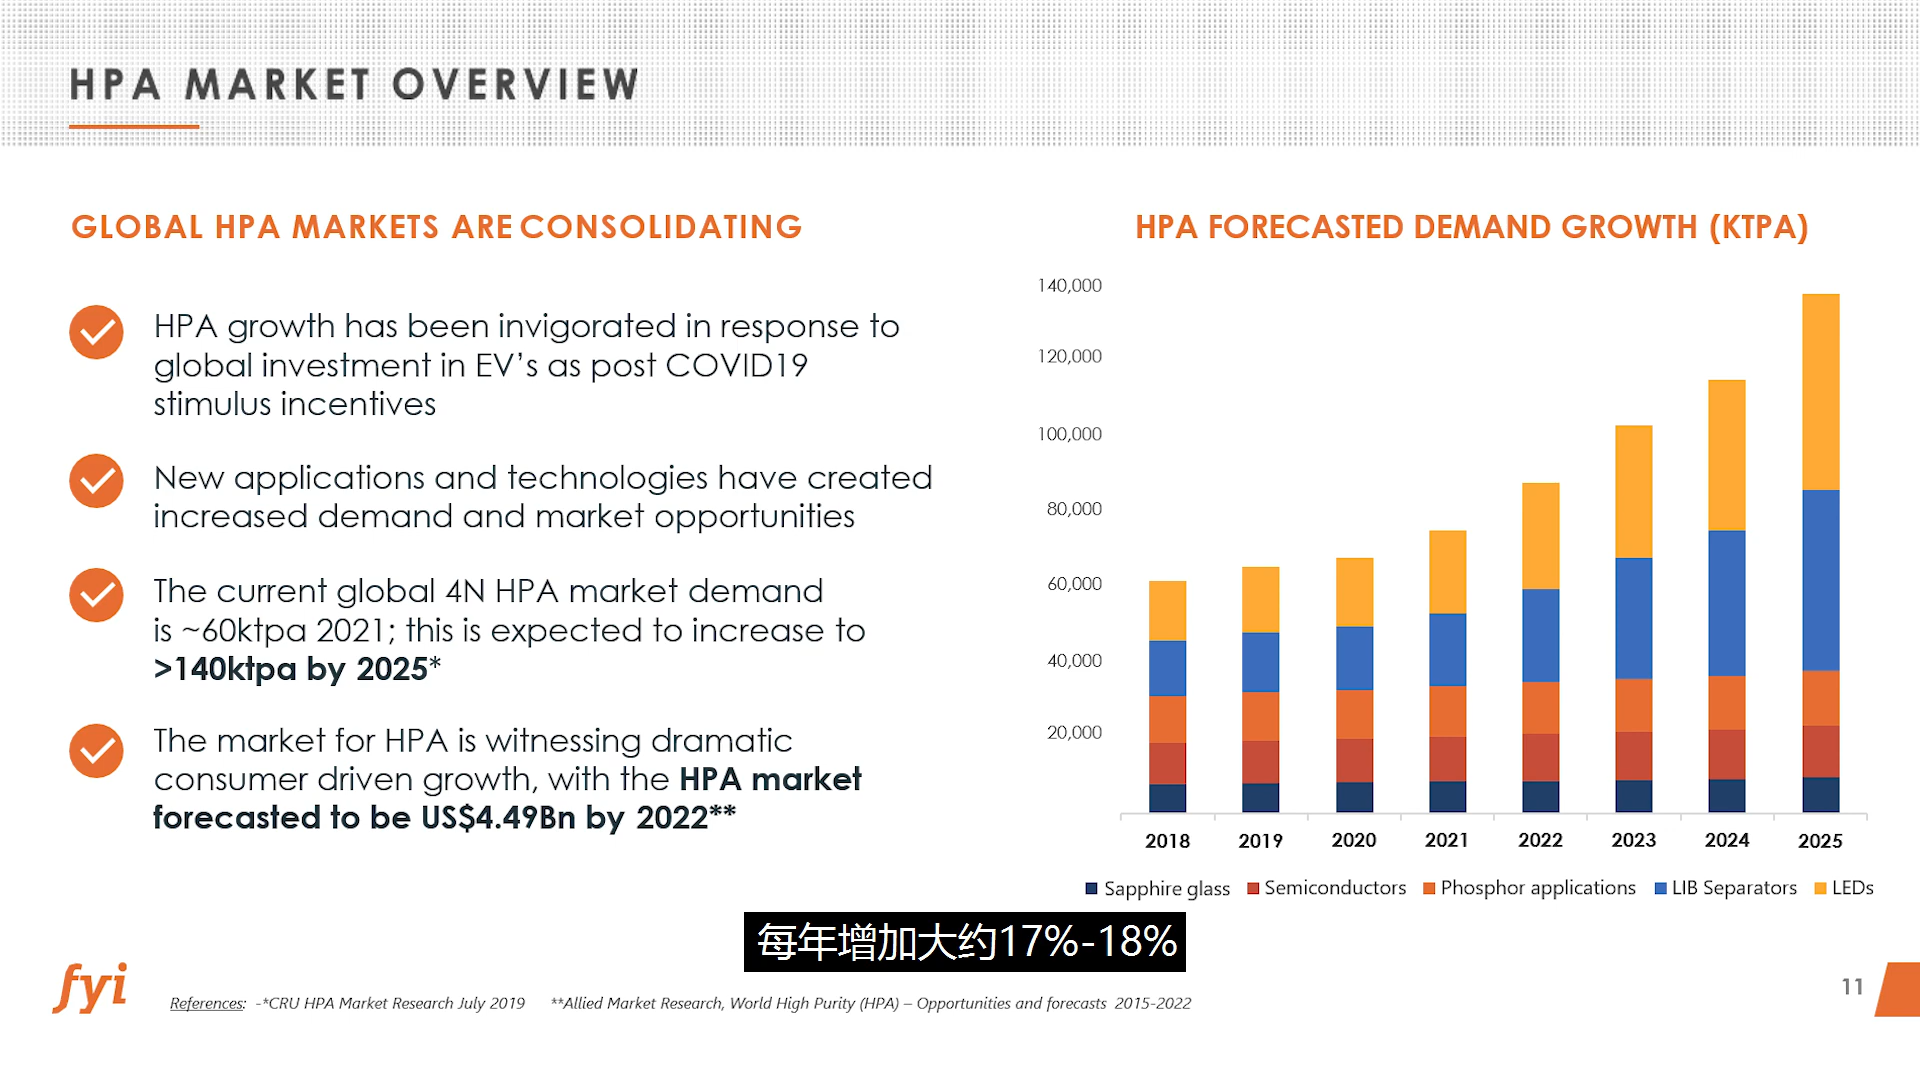 HPA MARKET OVERVIEW
GLOBAL HPA MARKETS ARE CONSOLIDATING
HPA growth has been invigorated in response to
global investment in EV's as post COVID19
stimulus incentives
New applications and technologies have created
increased demand and market opportunities
The current global 4N HPA market demand
is ~60ktpa 2021; this is expected to increase to
>140ktpa by 2025*
The market for HPA is witnessing dramatic
consumer driven growth, with the HPA market
forecasted to be US$4.49Bn by 2022**
HPA FORECASTED DEMAND GROWTH (KTPA)
140,000
120,000
100,000
80,000
60,000
40,000
20,000
2018 2019 2020 2021 2022 2023 2024 2025
Sapphire glass Semiconductors Phosphor applications LIB Separators LEDs
每年增加大约17%-18%
fyi
References: -*CRU HPA Market Research July 2019 **Allied Market Research, World High Purity (HPA) – Opportunities and forecasts 2015-2022
11